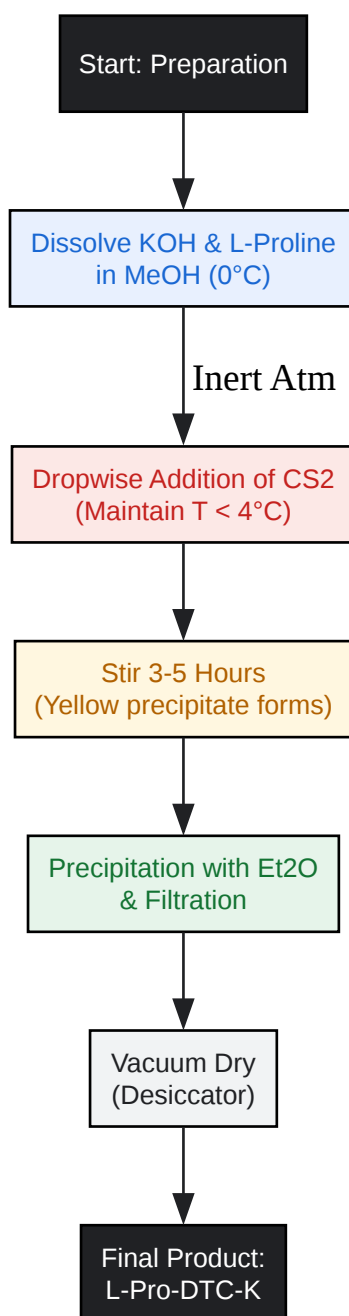 Start: Preparation
Dissolve KOH & L-Proline
in MeOH (0°C)
Inert Atm
Dropwise Addition of CS2
(Maintain T < 4°C)
Stir 3-5 Hours
(Yellow precipitate forms)
Precipitation with Et2O
& Filtration
Vacuum Dry
(Desiccator)
Final Product:
L-Pro-DTC-K